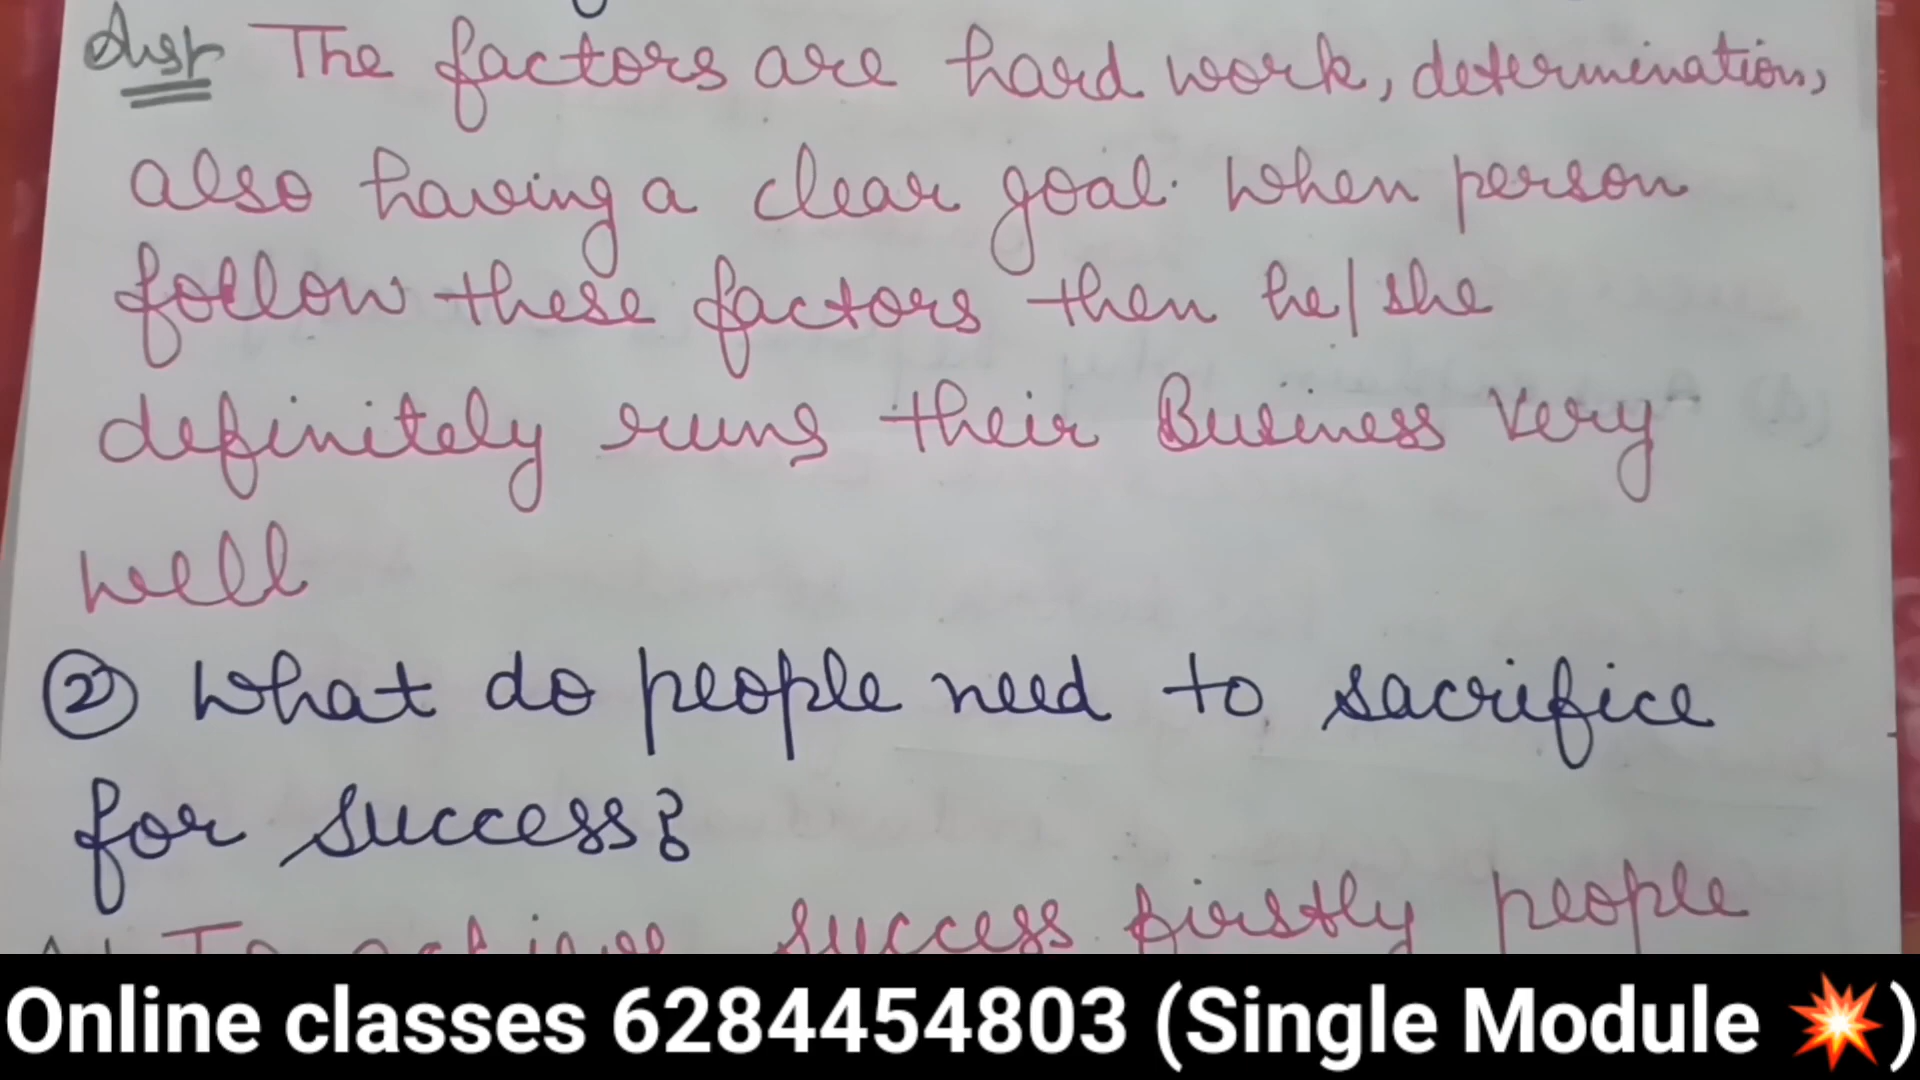 Ans:- The factors are hard work, determination,
also having a clear goal. When person
follow these factors then he/she
definitely runs their Business very
well
② What do people need to sacrifice
for success?
success firstly people
Online classes 6284454803 (Single Module 💥)